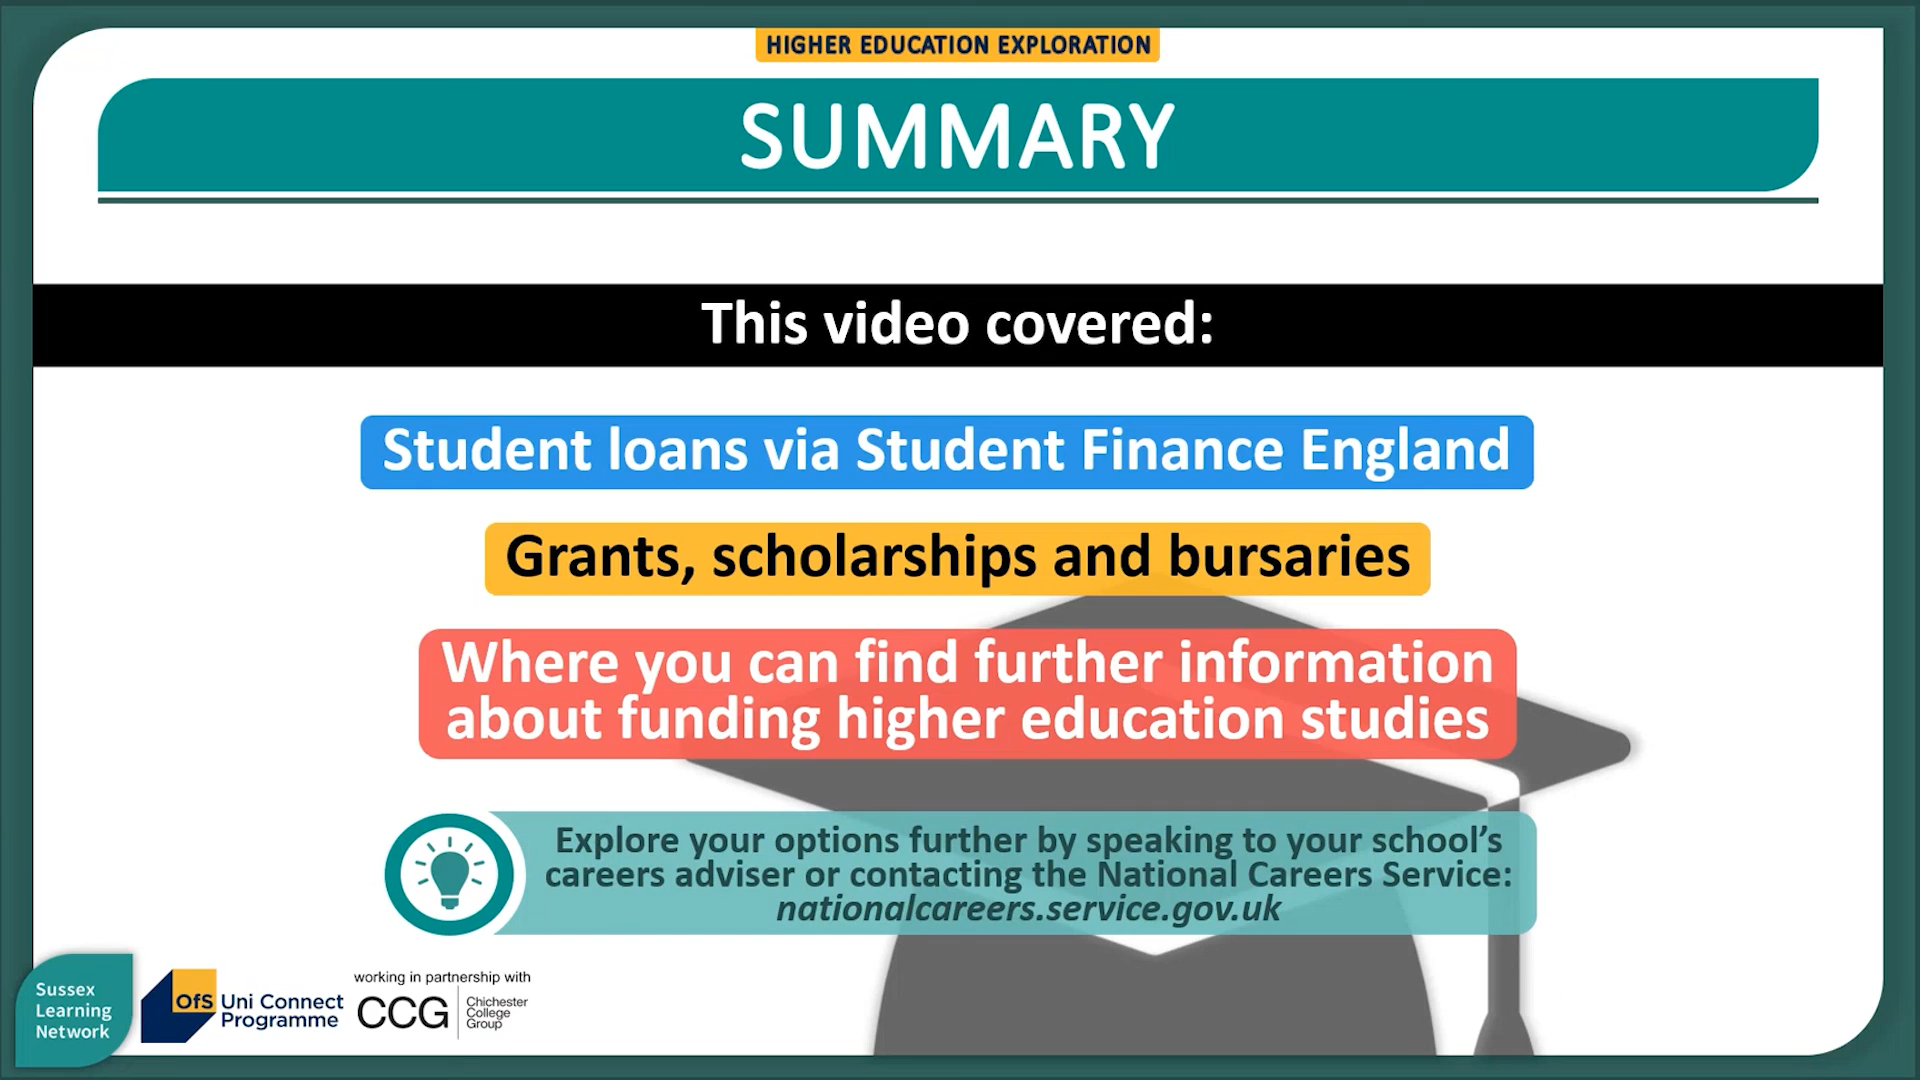 HIGHER EDUCATION EXPLORATION
SUMMARY
This video covered:
Student loans via Student Finance England
Grants, scholarships and bursaries
Where you can find further information
about funding higher education studies
Explore your options further by speaking to your school’s
careers adviser or contacting the National Careers Service:
nationalcareers.service.gov.uk
Sussex
Learning
Network
OfS Uni Connect
Programme
working in partnership with
CCG
Chichester
College
Group